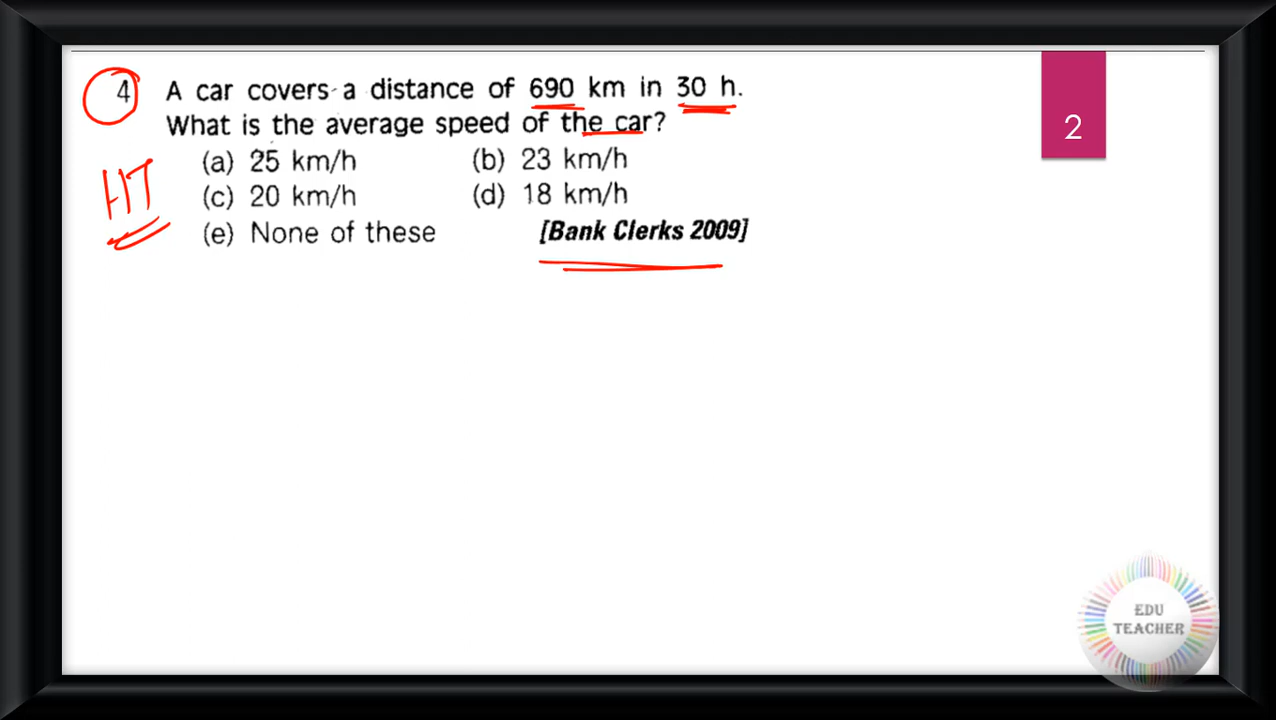 4 A car covers a distance of 690 km in 30 h.
What is the average speed of the car?
(a) 25 km/h (b) 23 km/h
(c) 20 km/h (d) 18 km/h
(e) None of these [Bank Clerks 2009]
HT
2
EDU
TEACHER